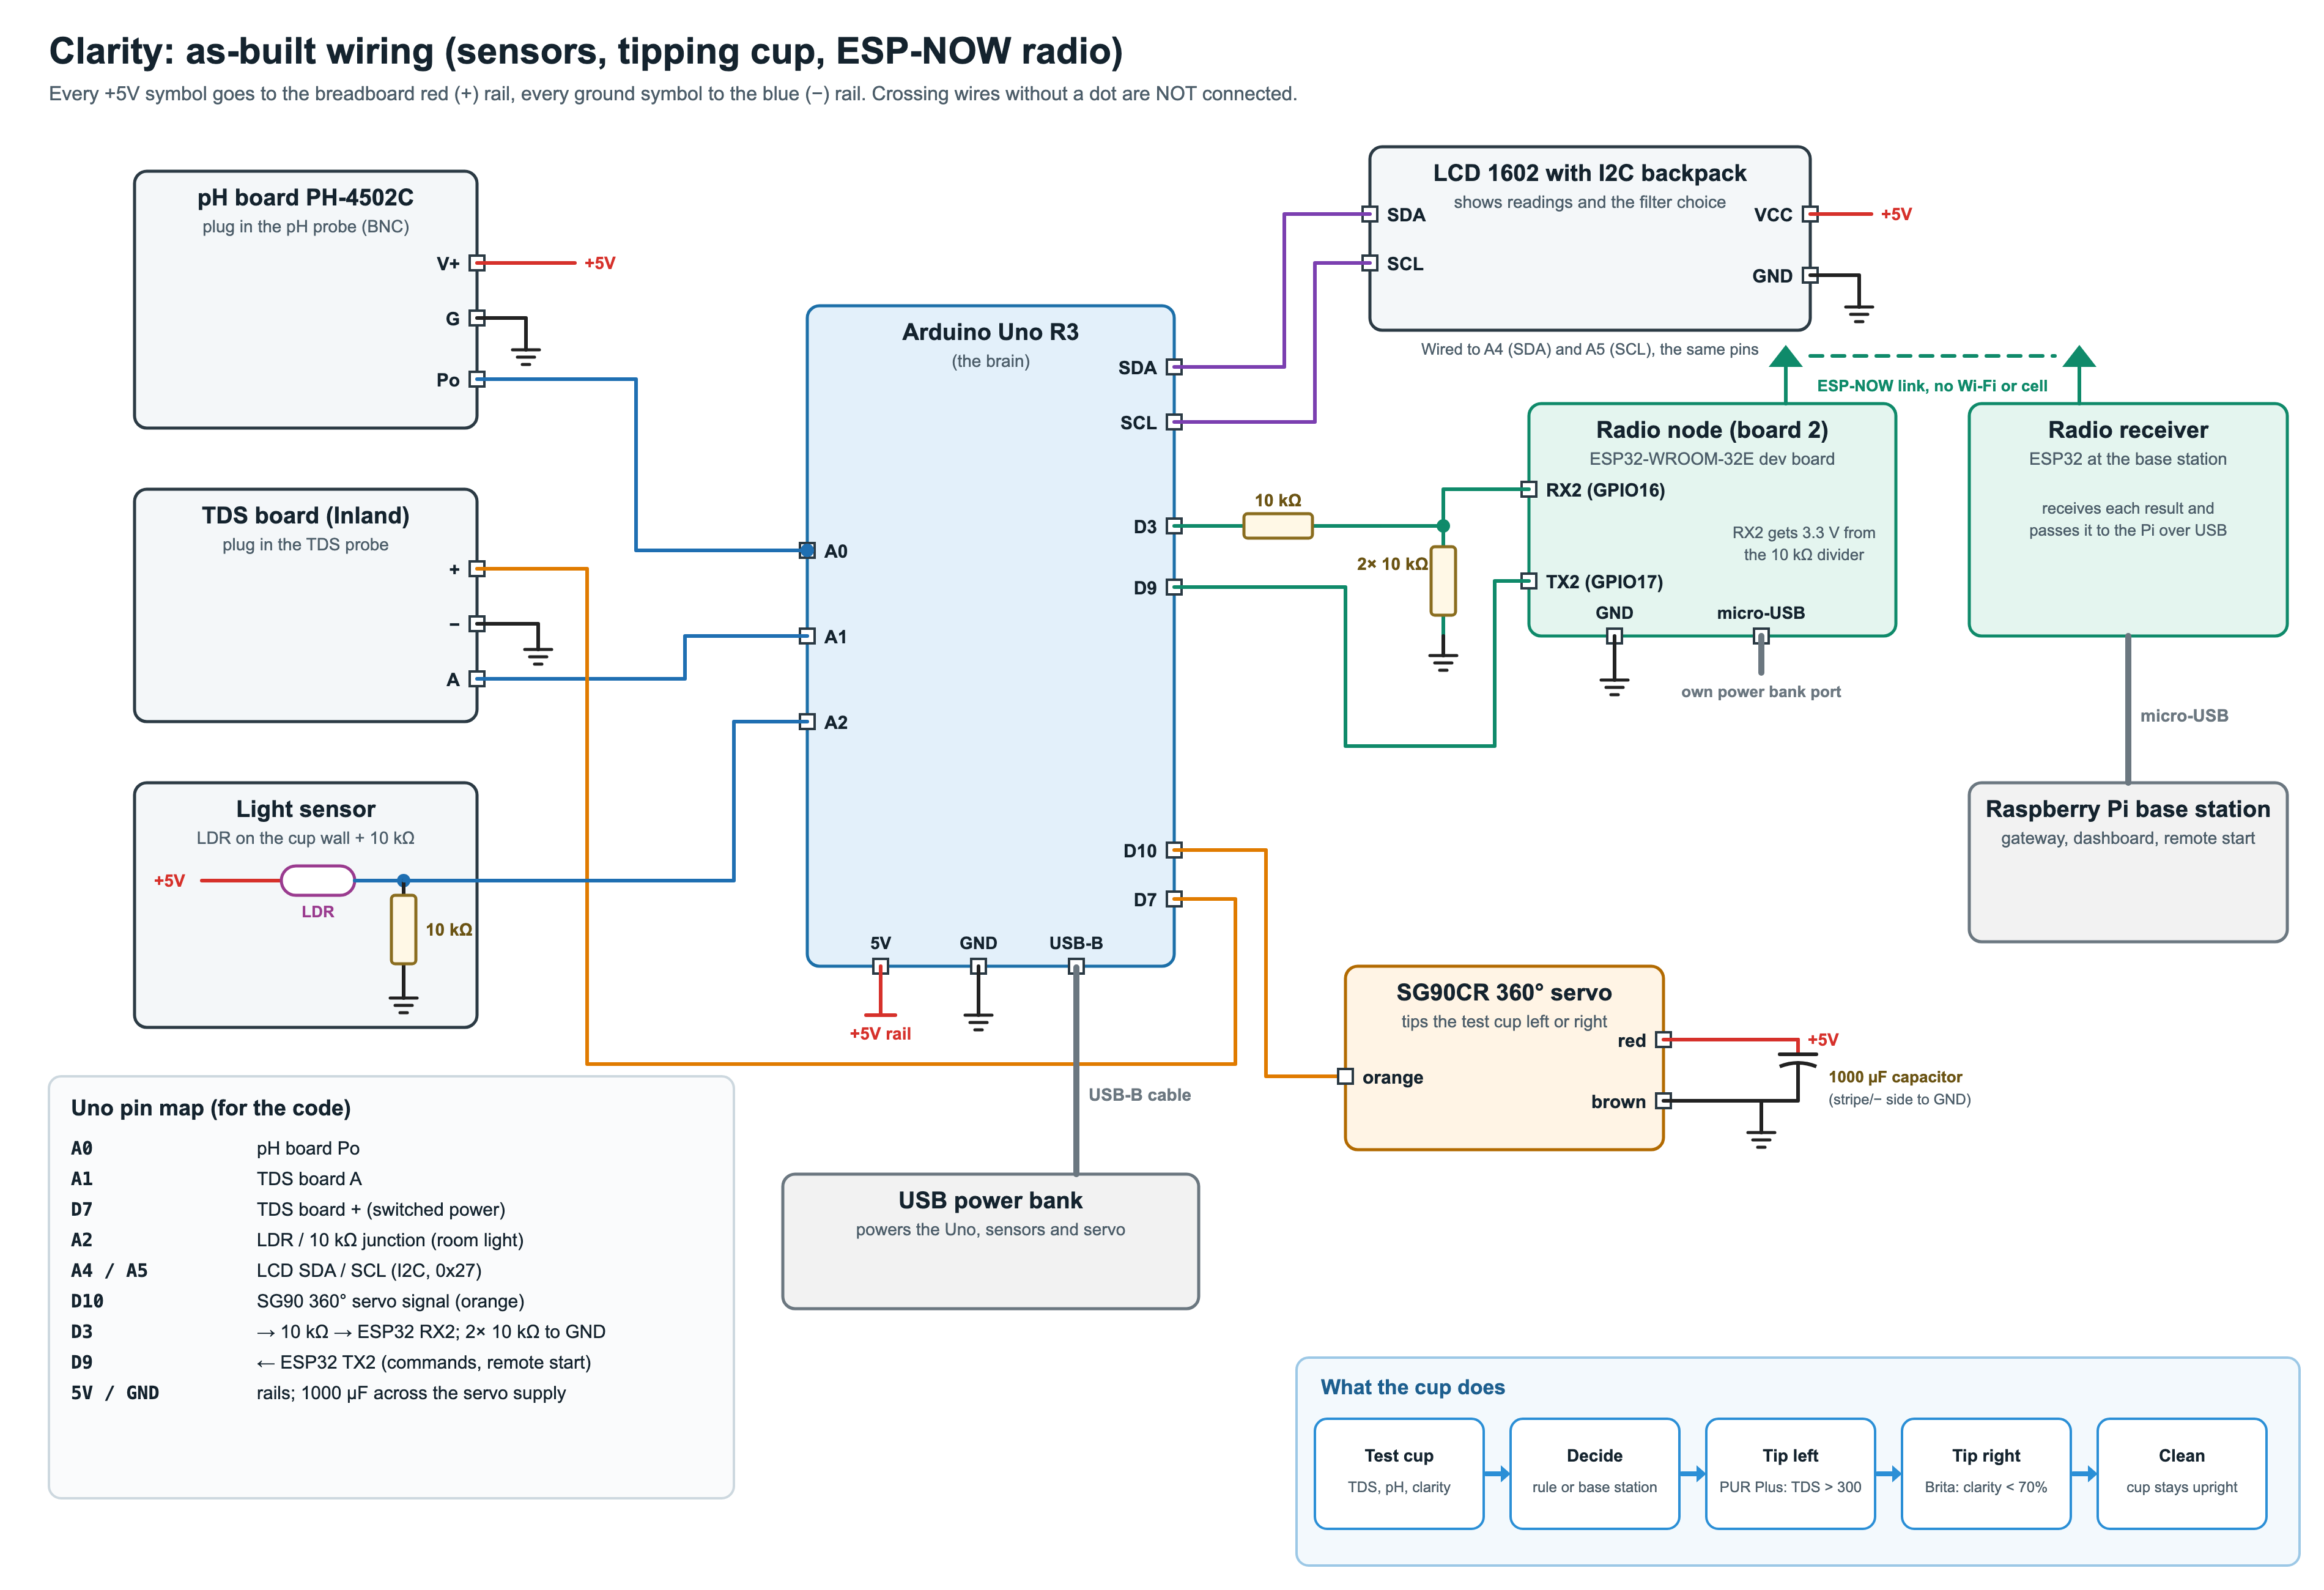 Clarity: as-built wiring (sensors, tipping cup, ESP-NOW radio)
Every +5V symbol goes to the breadboard red (+) rail, every ground symbol to the blue (−) rail. Crossing wires without a dot are NOT connected.
pH board PH-4502C
plug in the pH probe (BNC)
V+
+5V
G
Po
TDS board (Inland)
plug in the TDS probe
+
−
A
Light sensor
LDR on the cup wall + 10 kΩ
+5V
LDR
10 kΩ
Arduino Uno R3
(the brain)
SDA
SCL
A0
D3
D9
A1
A2
D10
D7
5V
GND
USB-B
+5V rail
USB-B cable
USB power bank
powers the Uno, sensors and servo
LCD 1602 with I2C backpack
shows readings and the filter choice
SDA
SCL
VCC
+5V
GND
Wired to A4 (SDA) and A5 (SCL), the same pins
ESP-NOW link, no Wi-Fi or cell
10 kΩ
2× 10 kΩ
Radio node (board 2)
ESP32-WROOM-32E dev board
RX2 (GPIO16)
RX2 gets 3.3 V from
the 10 kΩ divider
TX2 (GPIO17)
GND
micro-USB
own power bank port
Radio receiver
ESP32 at the base station
receives each result and
passes it to the Pi over USB
micro-USB
Raspberry Pi base station
gateway, dashboard, remote start
SG90CR 360° servo
tips the test cup left or right
red
+5V
orange
brown
1000 µF capacitor
(stripe/− side to GND)
Uno pin map (for the code)
A0 pH board Po
A1 TDS board A
D7 TDS board + (switched power)
A2 LDR / 10 kΩ junction (room light)
A4 / A5 LCD SDA / SCL (I2C, 0x27)
D10 SG90 360° servo signal (orange)
D3 → 10 kΩ → ESP32 RX2; 2× 10 kΩ to GND
D9 ← ESP32 TX2 (commands, remote start)
5V / GND rails; 1000 µF across the servo supply
What the cup does
Test cup
TDS, pH, clarity
Decide
rule or base station
Tip left
PUR Plus: TDS > 300
Tip right
Brita: clarity < 70%
Clean
cup stays upright